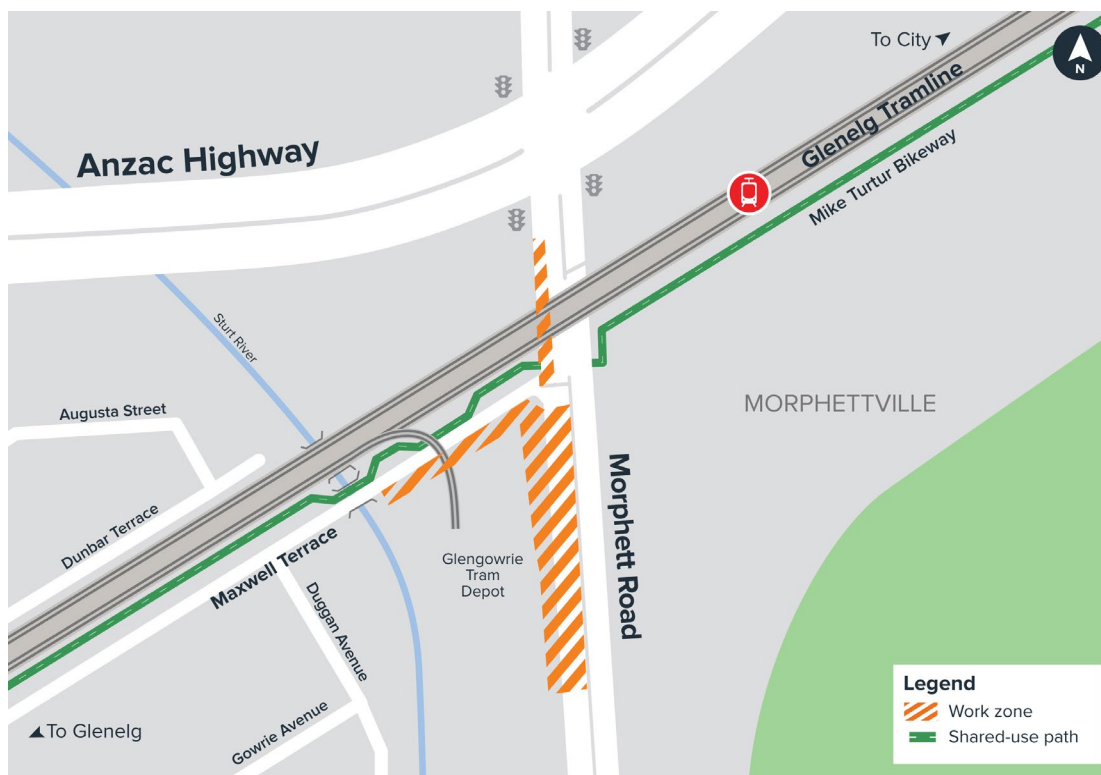 To City
N
Glenelg Tramline
Anzac Highway
Mike Turtur Bikeway
Sturt River
MORPHETTVILLE
Augusta Street
Morphett Road
Dunbar Terrace
Maxwell Terrace
Glengowrie
Tram
Depot
Duggan Avenue
Gowrie Avenue
To Glenelg
Legend
Work zone
Shared-use path